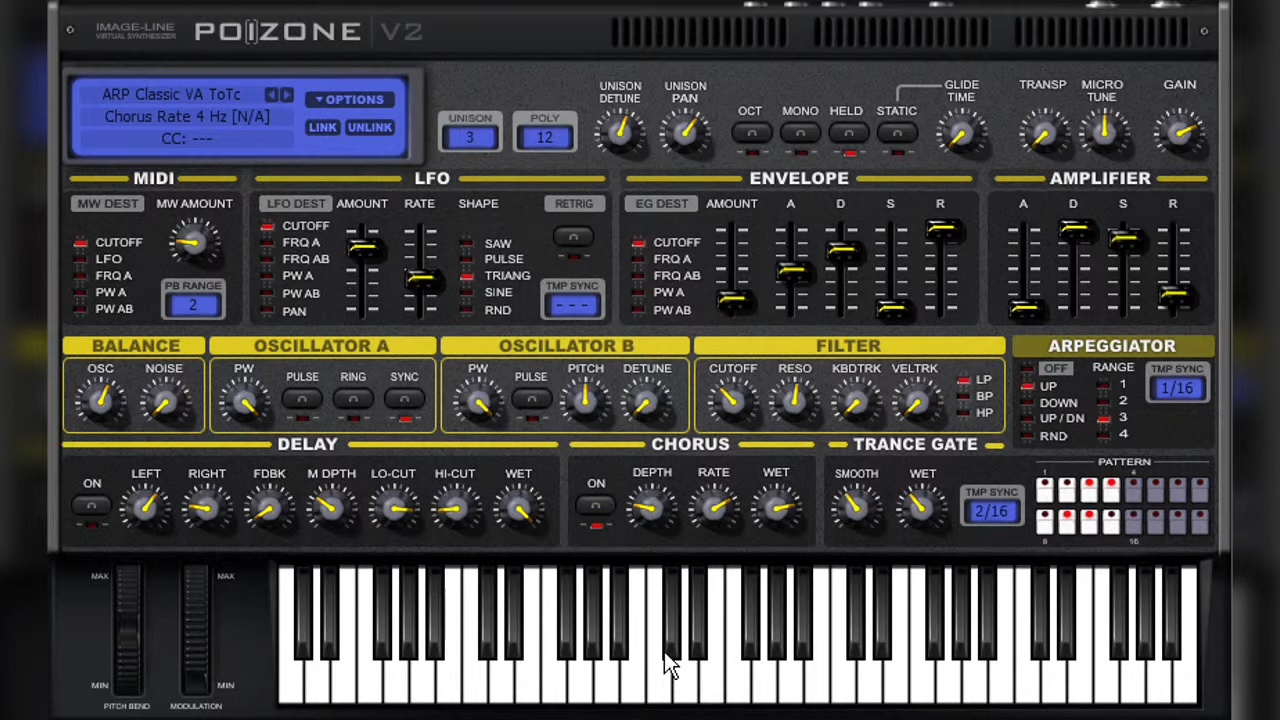 IMAGE-LINE
VIRTUAL SYNTHESIZER
POIZONE V2
ARP Classic VA ToTc
Chorus Rate 4 Hz [N/A]
CC: ---
OPTIONS
LINK UNLINK
UNISON
3
POLY
12
UNISON DETUNE
UNISON PAN
OCT
MONO
HELD
STATIC
GLIDE TIME
TRANSP
MICRO TUNE
GAIN
MIDI
MW DEST
MW AMOUNT
CUTOFF
LFO
FRQ A
PW A
PW AB
PB RANGE
2
LFO
LFO DEST
AMOUNT
RATE
SHAPE
RETRIG
CUTOFF
FRQ A
FRQ AB
PW A
PW AB
PAN
SAW
PULSE
TRIANG
SINE
RND
TMP SYNC
---
ENVELOPE
EG DEST
AMOUNT
A D S R
CUTOFF
FRQ A
FRQ AB
PW A
PW AB
AMPLIFIER
A D S R
BALANCE
OSC
NOISE
OSCILLATOR A
PW
PULSE
RING
SYNC
OSCILLATOR B
PW
PULSE
PITCH
DETUNE
FILTER
CUTOFF
RESO
KBDTRK
VELTRK
LP
BP
HP
ARPEGGIATOR
OFF
UP
DOWN
UP / DN
RND
RANGE
1
2
3
4
TMP SYNC
1/16
DELAY
ON
LEFT
RIGHT
FDBK
M DPTH
LO-CUT
HI-CUT
WET
CHORUS
ON
DEPTH
RATE
WET
TRANCE GATE
SMOOTH
WET
TMP SYNC
2/16
PATTERN
1 4
8 16
MAX
MAX
MIN
MIN
PITCH BEND
MODULATION